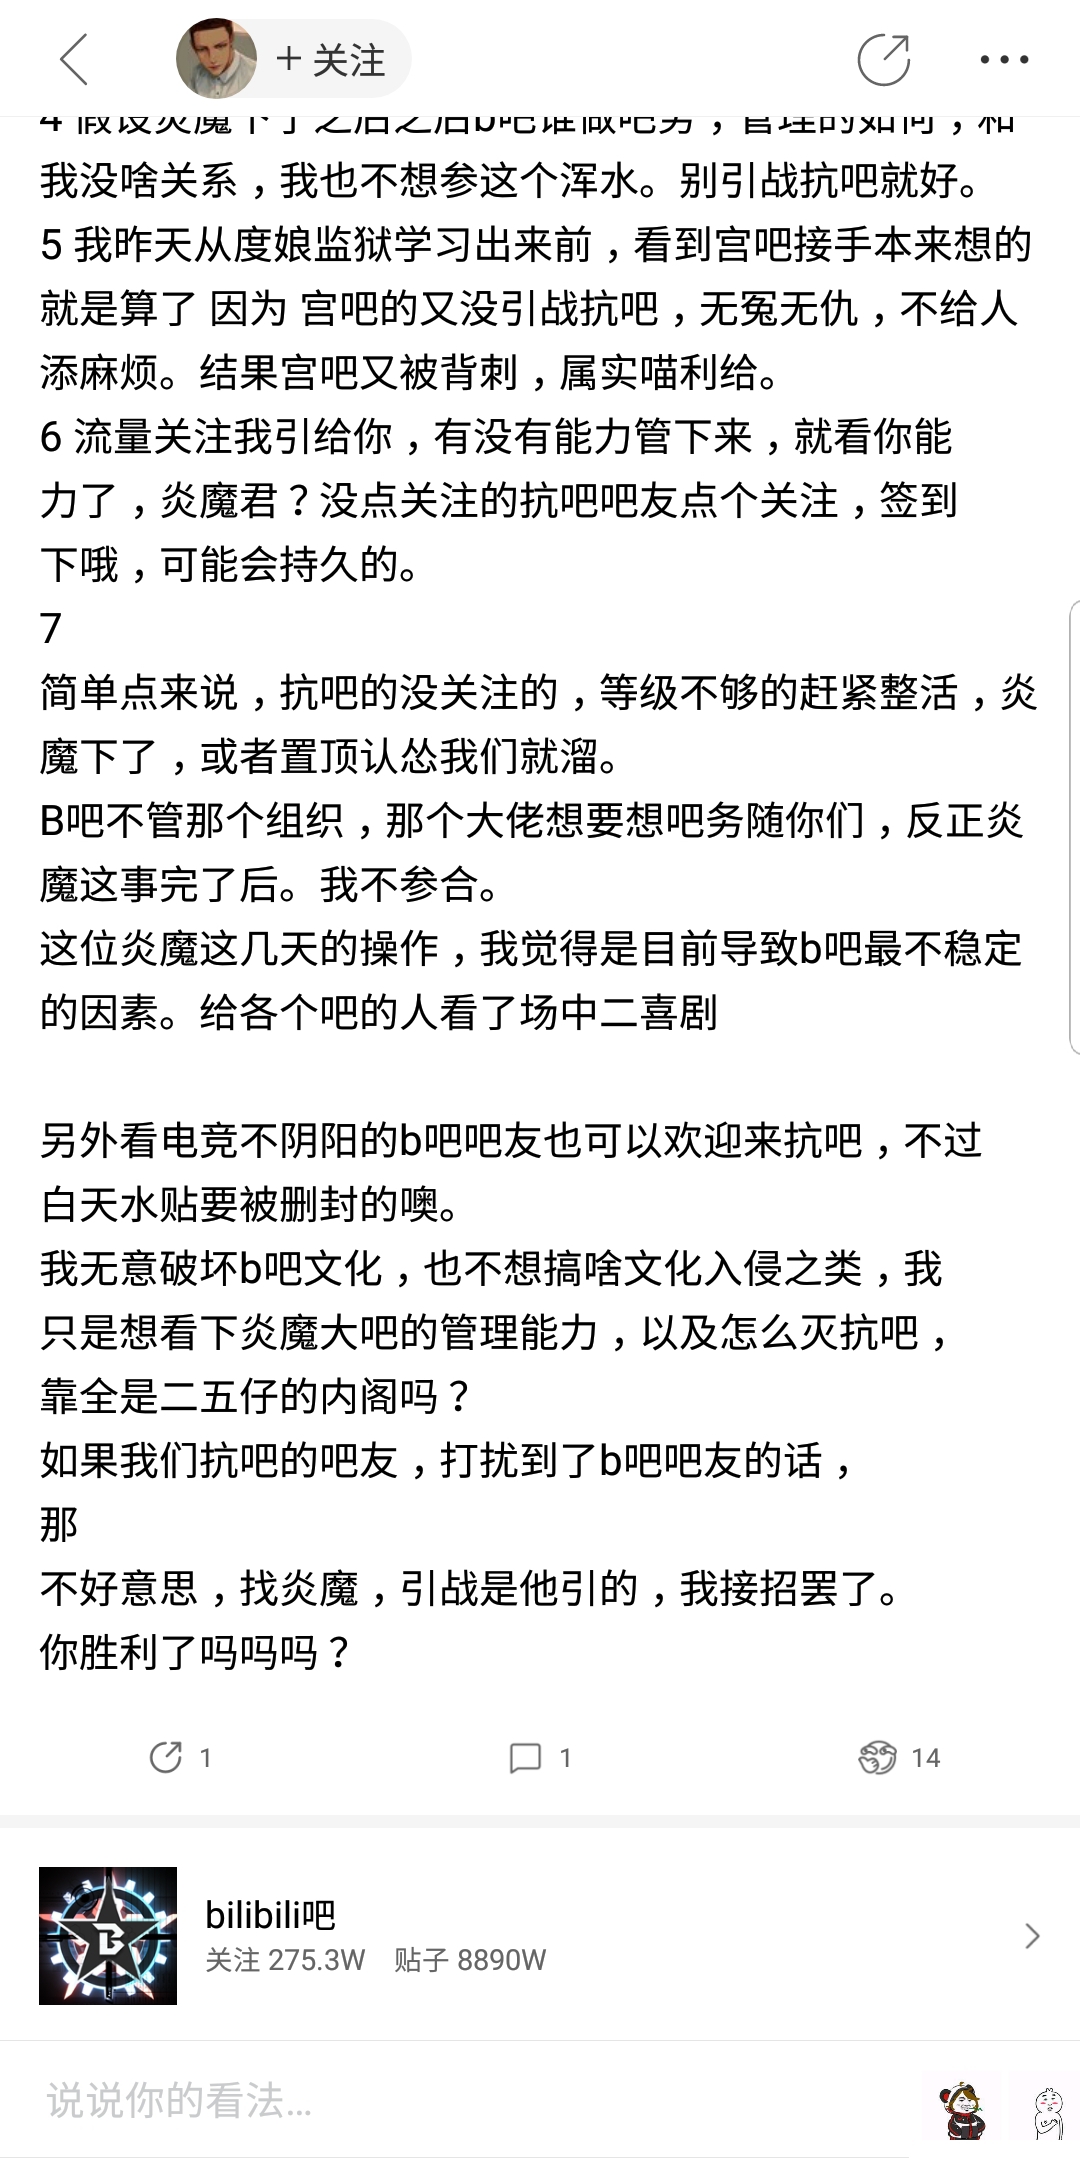 + 关注
4 假设炎魔下了之后之后b吧谁做吧务，管理的如何，和
我没啥关系，我也不想参这个浑水。别引战抗吧就好。
5 我昨天从度娘监狱学习出来前，看到宫吧接手本来想的
就是算了 因为 宫吧的又没引战抗吧，无冤无仇，不给人
添麻烦。结果宫吧又被背刺，属实喵利给。
6 流量关注我引给你，有没有能力管下来，就看你能
力了，炎魔君？没点关注的抗吧吧友点个关注，签到
下哦，可能会持久的。
7
简单点来说，抗吧的没关注的，等级不够的赶紧整活，炎
魔下了，或者置顶认怂我们就溜。
B吧不管那个组织，那个大佬想要想吧务随你们，反正炎
魔这事完了后。我不参合。
这位炎魔这几天的操作，我觉得是目前导致b吧最不稳定
的因素。给各个吧的人看了场中二喜剧
另外看电竞不阴阳的b吧吧友也可以欢迎来抗吧，不过
白天水贴要被删封的噢。
我无意破坏b吧文化，也不想搞啥文化入侵之类，我
只是想看下炎魔大吧的管理能力，以及怎么灭抗吧，
靠全是二五仔的内阁吗？
如果我们抗吧的吧友，打扰到了b吧吧友的话，
那
不好意思，找炎魔，引战是他引的，我接招罢了。
你胜利了吗吗吗？
1 1 14
B
bilibili吧
关注 275.3W 贴子 8890W
说说你的看法...